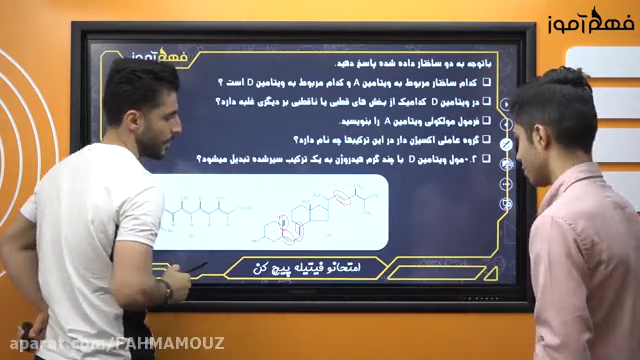 فهم آموز
فهم آموز
باتوجه به دو ساختار داده شده پاسخ دهید.
کدام ساختار مربوط به ویتامین A و کدام مربوط به ویتامین D است ؟
در ویتامین D کدامیک از بخش های قطبی یا ناقطبی بر دیگری غلبه دارد؟
فرمول مولکولی ویتامین A را بنویسید.
گروه عاملی اکسیژن دار در این ترکیبها چه نام دارد؟
۰.۲مول ویتامین D با چند گرم هیدروژن به یک ترکیب سیرشده تبدیل میشود؟
امتحانو فیتیله پیچ کن
aparat.com/FAHMAMOUZ